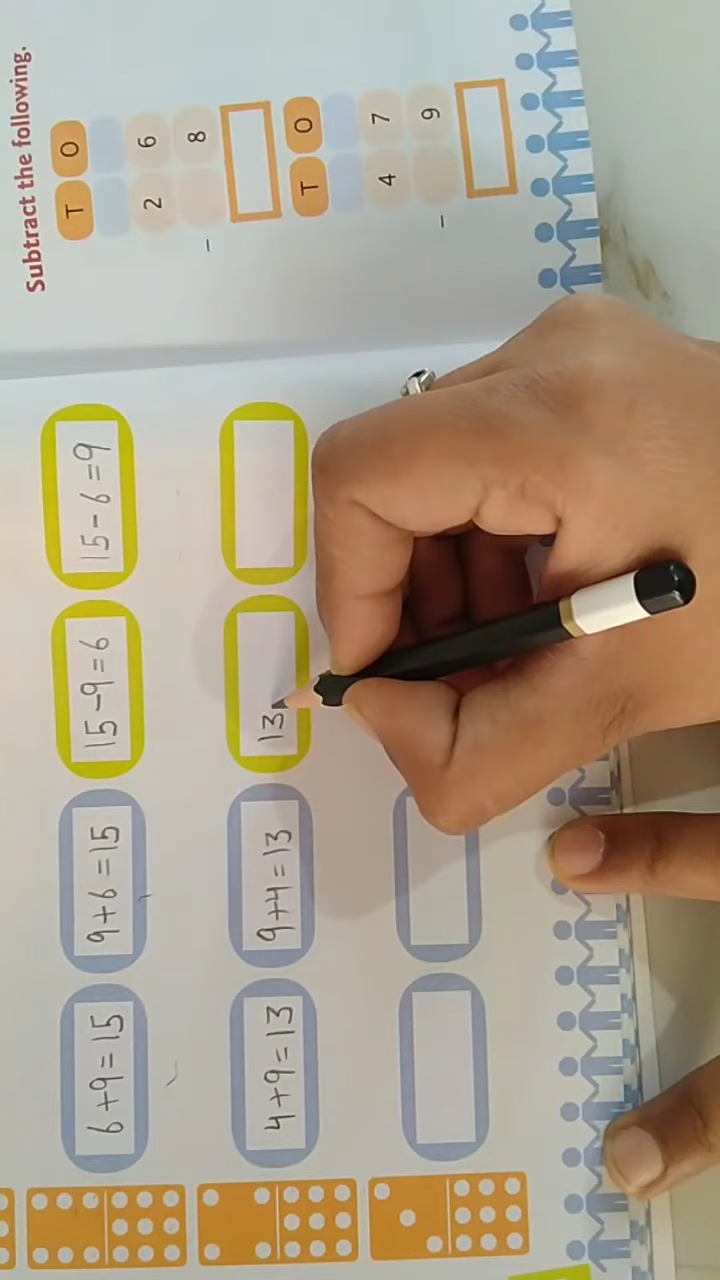 6+9=15 9+6=15 15-9=6 15-6=9
4+9=13 9+4=13 13
Subtract the following.
T O
2 6
- 8
T O
4 7
- 9